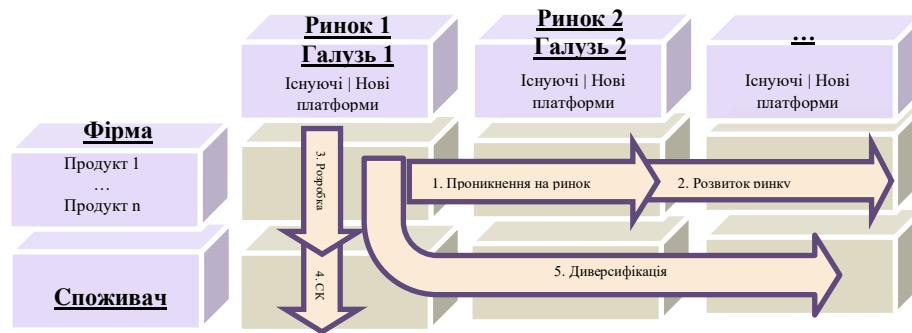 Ринок 1
Галузь 1
Існуючі | Нові
платформи
Ринок 2
Галузь 2
Існуючі | Нові
платформи
...
Існуючі | Нові
платформи
Фірма
Продукт 1
...
Продукт n
3. Розробка
1. Проникнення на ринок
2. Розвиток ринку
4. СК
5. Диверсифікація
Споживач